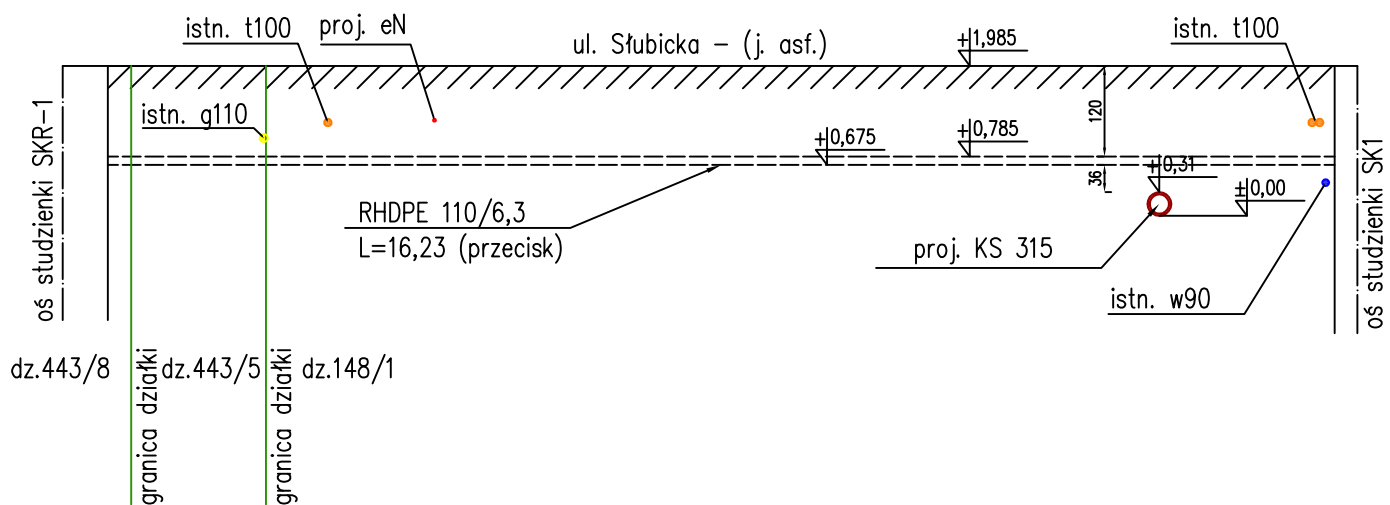 istn. t100
proj. eN
ul. Słubicka – (j. asf.)
+1,985
istn. t100
istn. g110
120
+0,675
+0,785
36
+0,31
±0,00
oś studzienki SKR-1
oś studzienki SK1
RHDPE 110/6,3
L=16,23 (przecisk)
proj. KS 315
istn. w90
dz.443/8
granica działki
dz.443/5
granica działki
dz.148/1